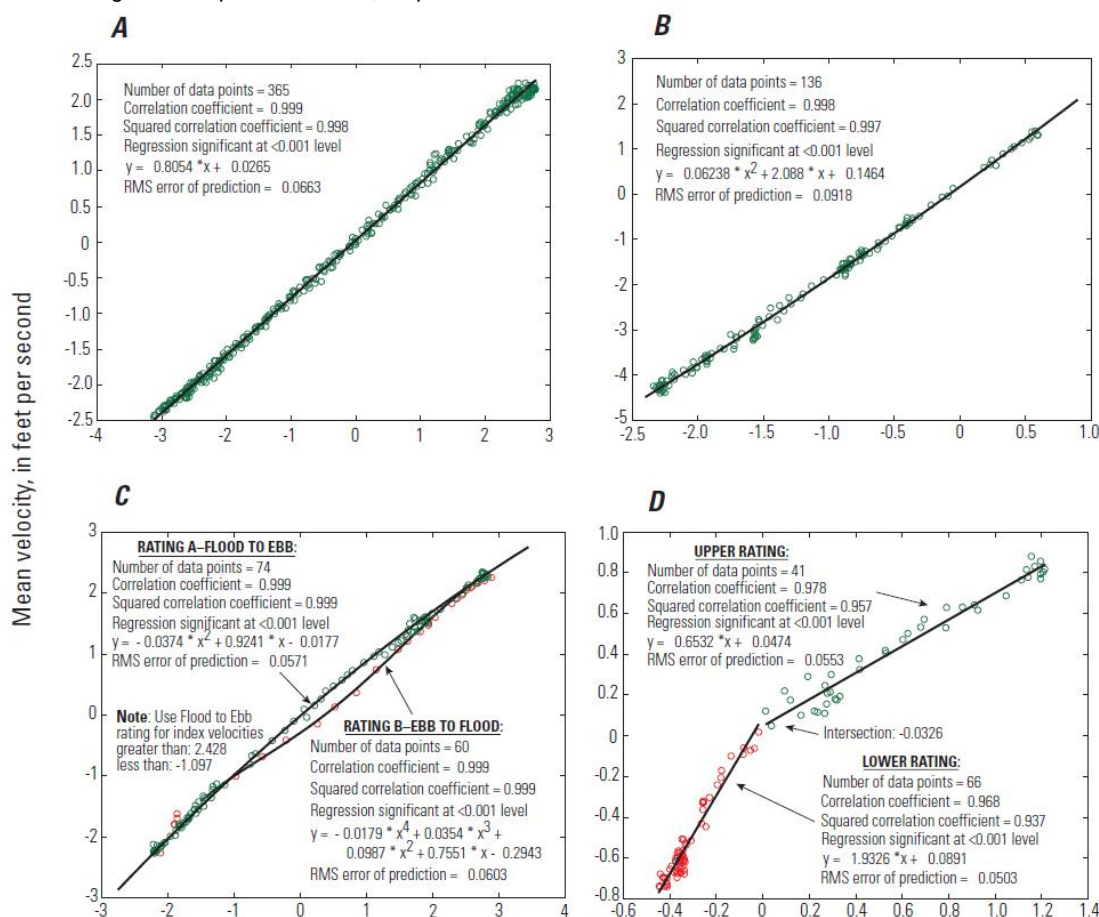 A
Number of data points = 365
Correlation coefficient = 0.999
Squared correlation coefficient = 0.998
Regression significant at <0.001 level
y = 0.8054 *x + 0.0265
RMS error of prediction = 0.0663
2.5
2.0
1.5
1.0
0.5
0
-0.5
-1.0
-1.5
-2.0
-2.5
-4 -3 -2 -1 0 1 2 3
B
Number of data points = 136
Correlation coefficient = 0.998
Squared correlation coefficient = 0.997
Regression significant at <0.001 level
y = 0.06238 * x2 + 2.088 * x + 0.1464
RMS error of prediction = 0.0918
3
2
1
0
-1
-2
-3
-4
-5
-2.5 -2.0 -1.5 -1.0 -0.5 0 0.5 1.0
Mean velocity, in feet per second
C
RATING A–FLOOD TO EBB:
Number of data points = 74
Correlation coefficient = 0.999
Squared correlation coefficient = 0.999
Regression significant at <0.001 level
y = - 0.0374 * x2 + 0.9241 * x - 0.0177
RMS error of prediction = 0.0571
Note: Use Flood to Ebb
rating for index velocities
greater than: 2.428
less than: -1.097
RATING B–EBB TO FLOOD:
Number of data points = 60
Correlation coefficient = 0.999
Squared correlation coefficient = 0.999
Regression significant at <0.001 level
y = - 0.0179 * x4 + 0.0354 * x3 +
0.0987 * x2 + 0.7551 * x - 0.2943
RMS error of prediction = 0.0603
3
2
1
0
-1
-2
-3
-3 -2 -1 0 1 2 3 4
D
UPPER RATING:
Number of data points = 41
Correlation coefficient = 0.978
Squared correlation coefficient = 0.957
Regression significant at <0.001 level
y = 0.6532 *x + 0.0474
RMS error of prediction = 0.0553
Intersection: -0.0326
LOWER RATING:
Number of data points = 66
Correlation coefficient = 0.968
Squared correlation coefficient = 0.937
Regression significant at <0.001 level
y = 1.9326 *x + 0.0891
RMS error of prediction = 0.0503
1.0
0.8
0.6
0.4
0.2
0
-0.2
-0.4
-0.6
-0.8
-0.6 -0.4 -0.2 0 0.2 0.4 0.6 0.8 1.0 1.2 1.4